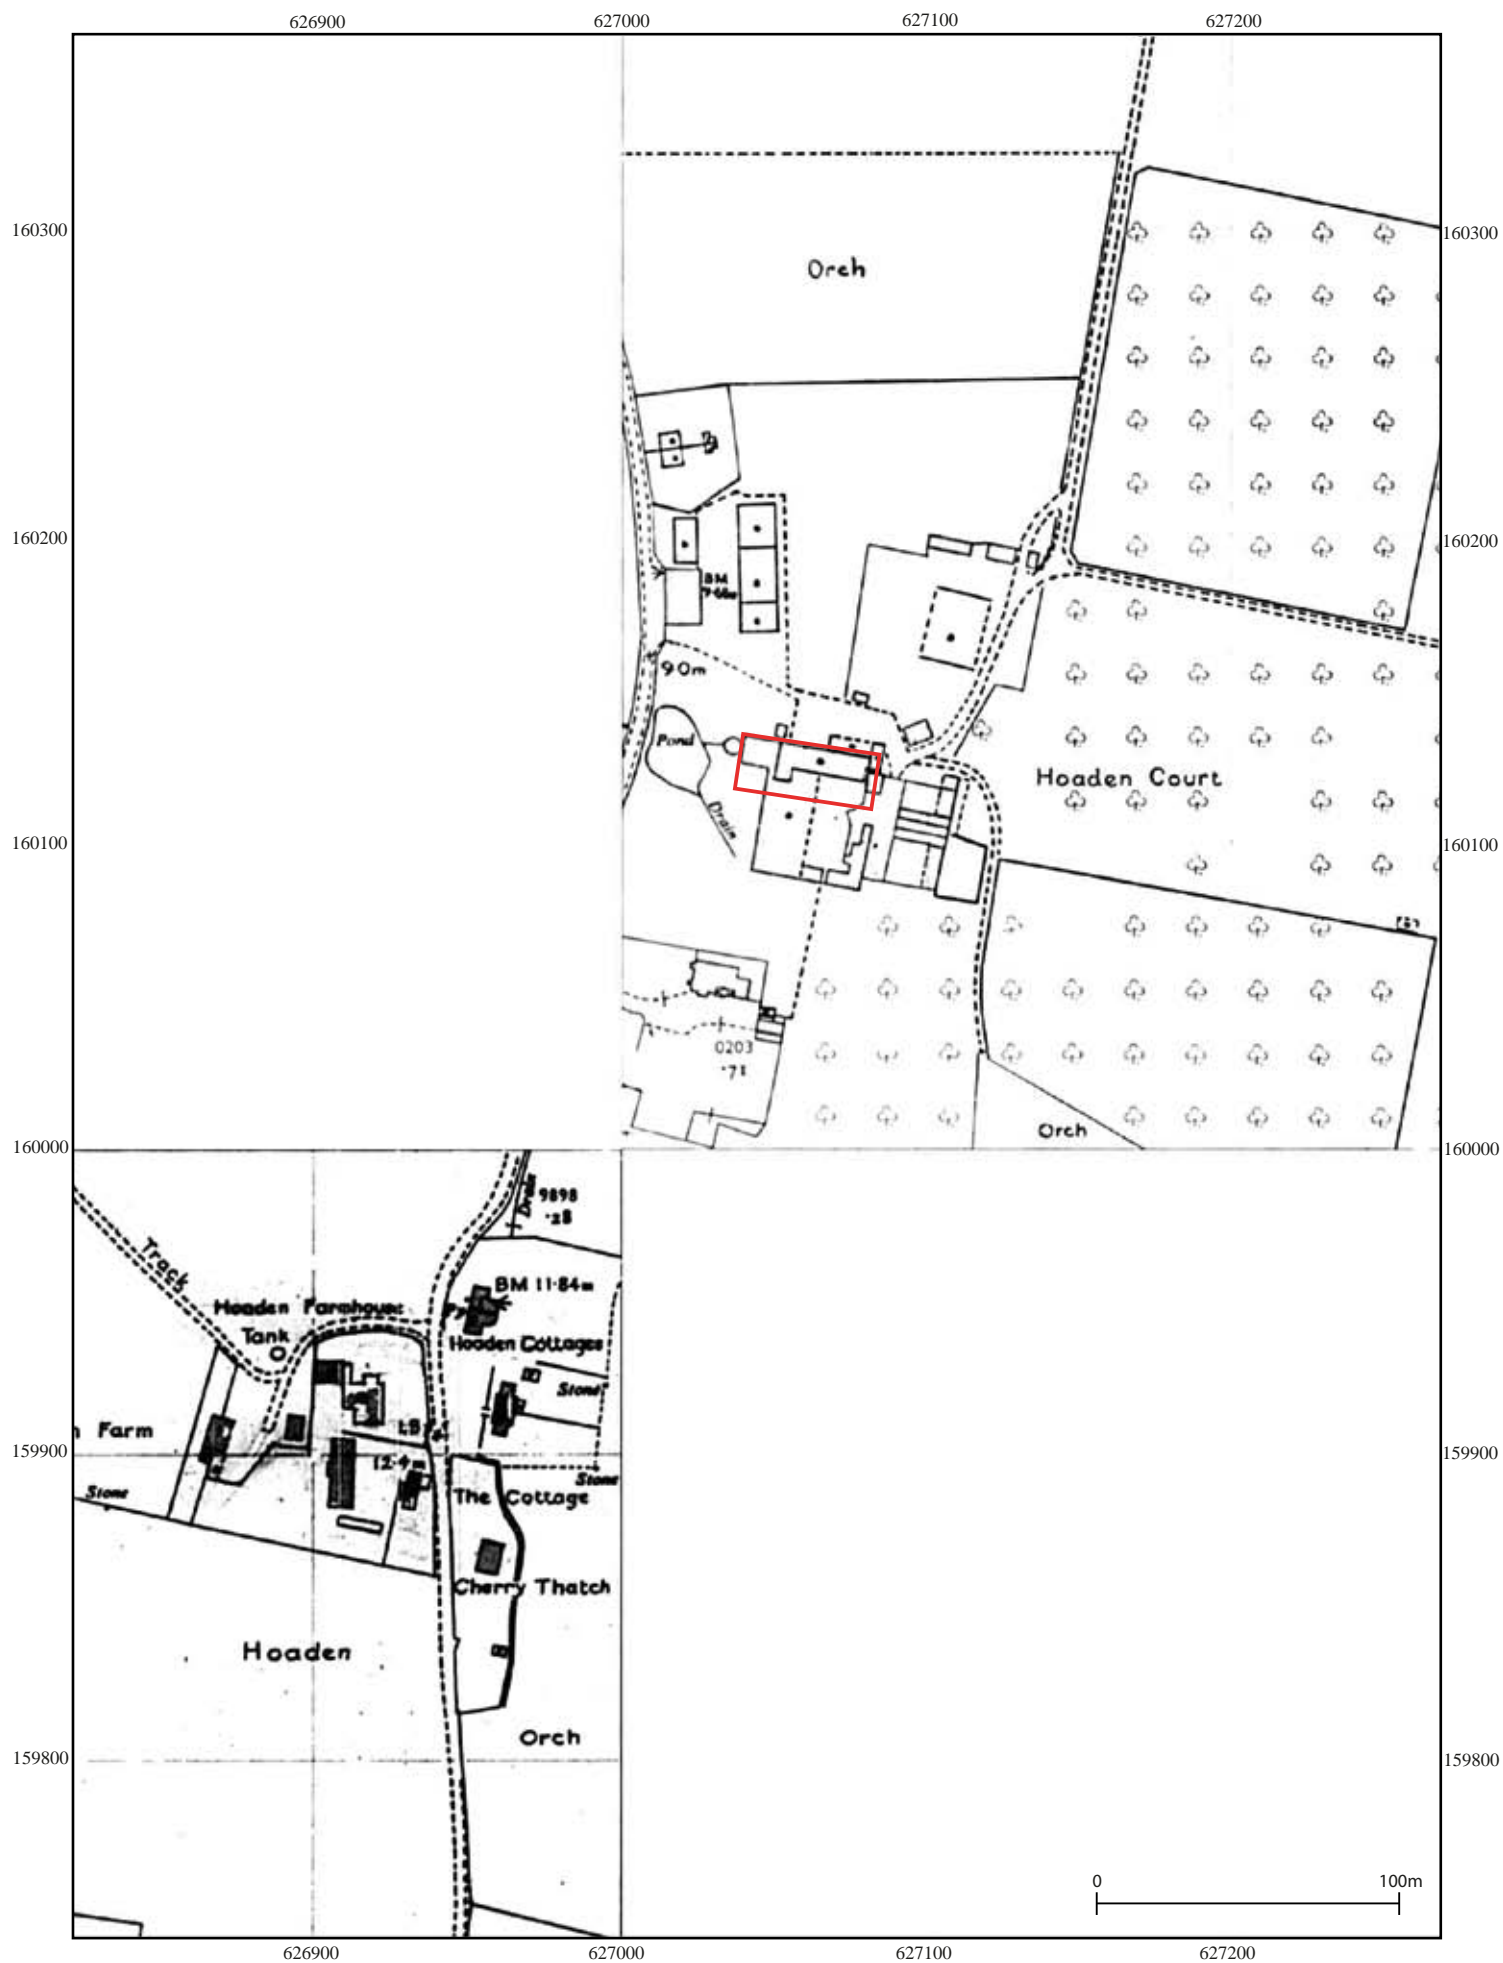 626900 627000 627100 627200
160300 160300
Orch
160200 160200
BM
90m
Pond
Hoaden Court
Drain
160100 160100
0203
·71
Orch
160000 160000
Drain
9898
·28
Track
BM 11·84m
Hoaden Farmhouse
Tank
Hoaden Cottages
Stone
Farm
LB
159900 159900
12·4m
Stone
Stone
The Cottage
Cherry Thatch
Hoaden
Orch
159800 159800
0 100m
626900 627000 627100 627200